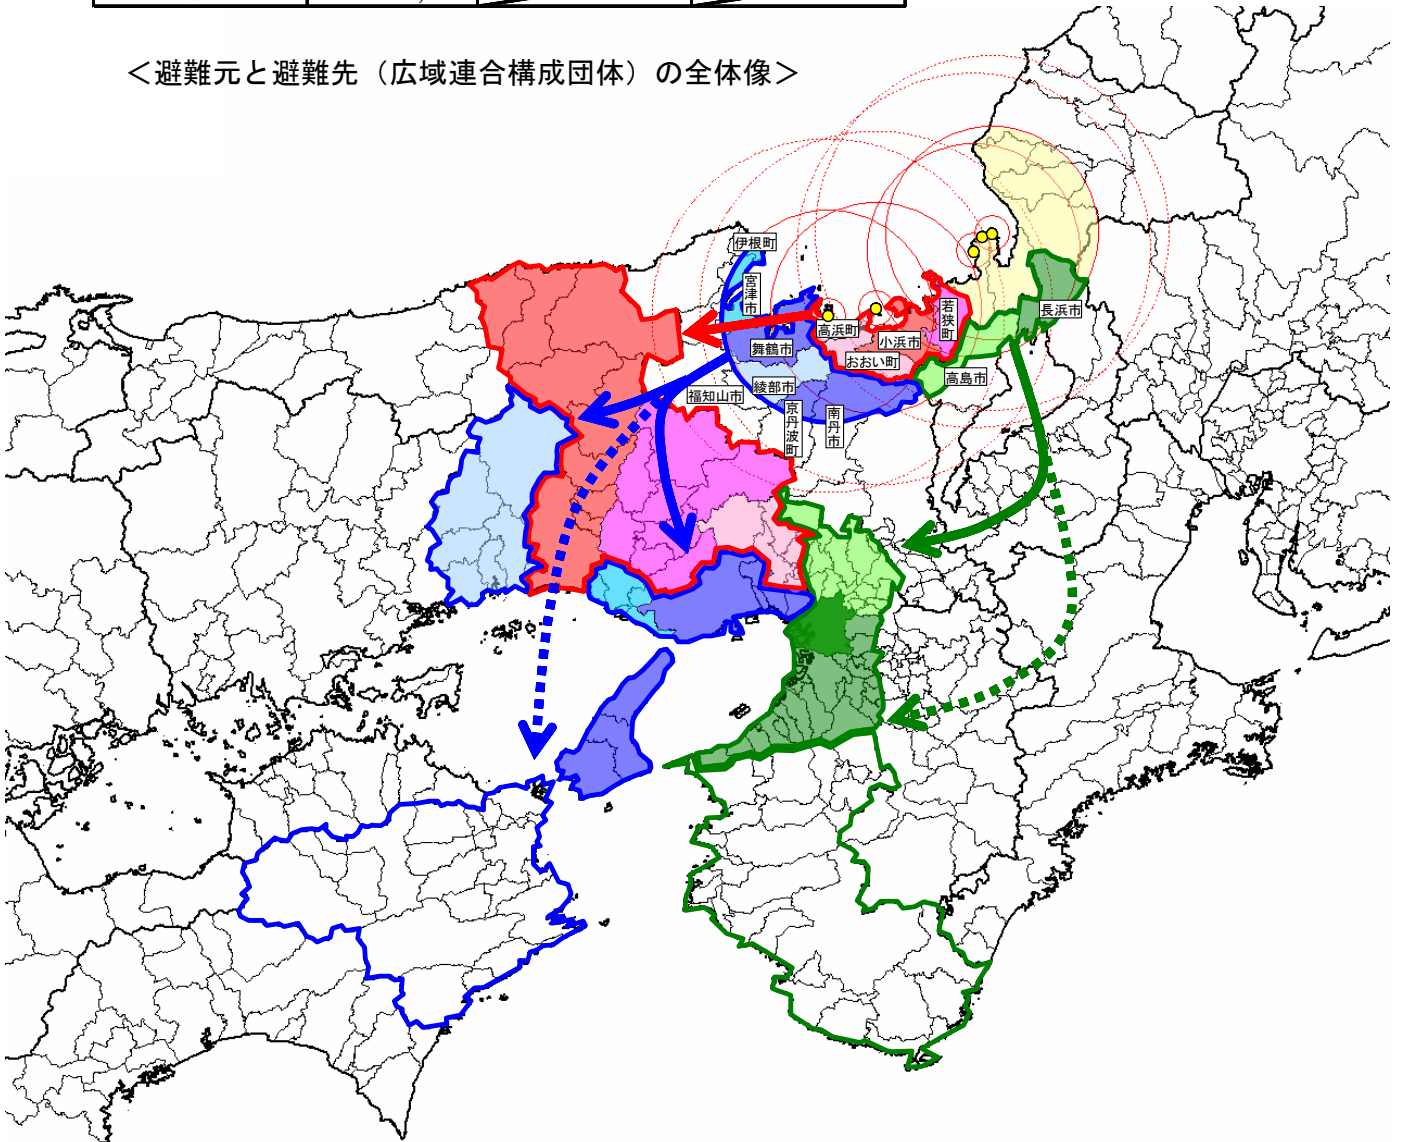 ＜避難元と避難先（広域連合構成団体）の全体像＞
伊根町
宮津市
長浜市
若狭町
高浜町
小浜市
舞鶴市
おおい町
高島市
綾部市
福知山市
京丹波町
南丹市